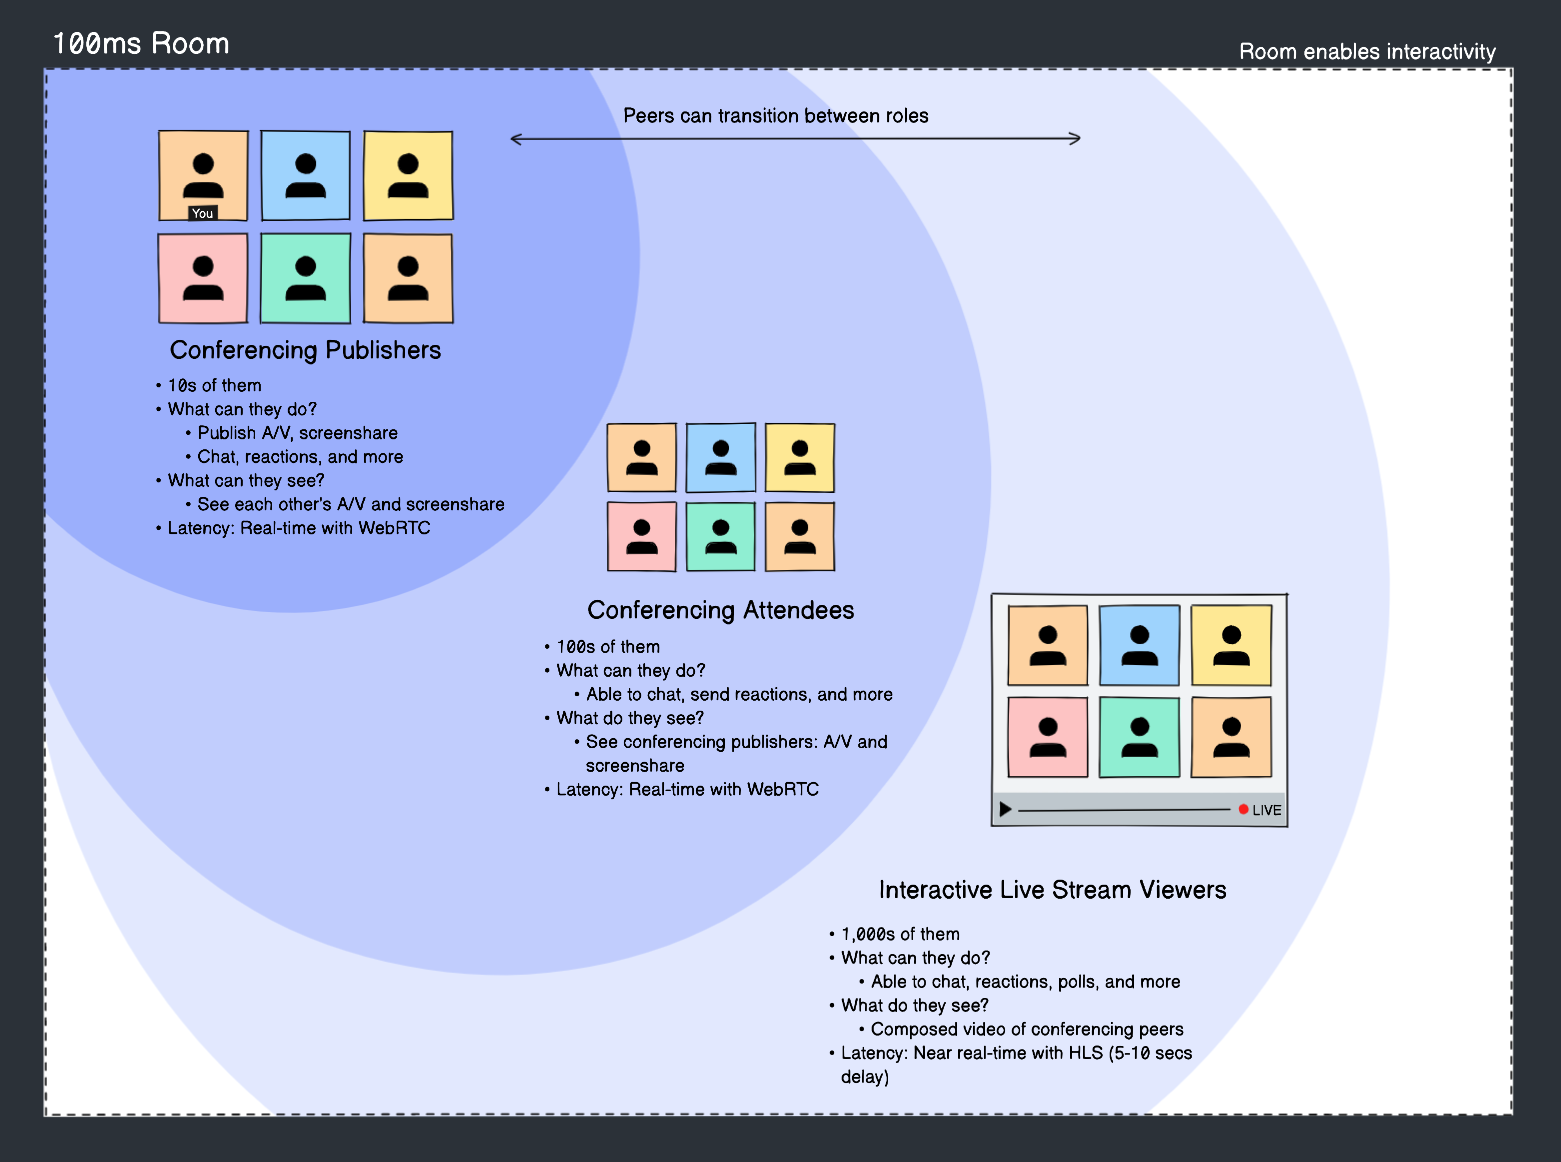 100ms Room
Room enables interactivity
Peers can transition between roles
You
Conferencing Publishers
• 10s of them
• What can they do?
• Publish A/V, screenshare
• Chat, reactions, and more
• What can they see?
• See each other's A/V and screenshare
• Latency: Real-time with WebRTC
Conferencing Attendees
• 100s of them
• What can they do?
• Able to chat, send reactions, and more
• What do they see?
• See conferencing publishers: A/V and
screenshare
• Latency: Real-time with WebRTC
LIVE
Interactive Live Stream Viewers
• 1,000s of them
• What can they do?
• Able to chat, reactions, polls, and more
• What do they see?
• Composed video of conferencing peers
• Latency: Near real-time with HLS (5-10 secs
delay)